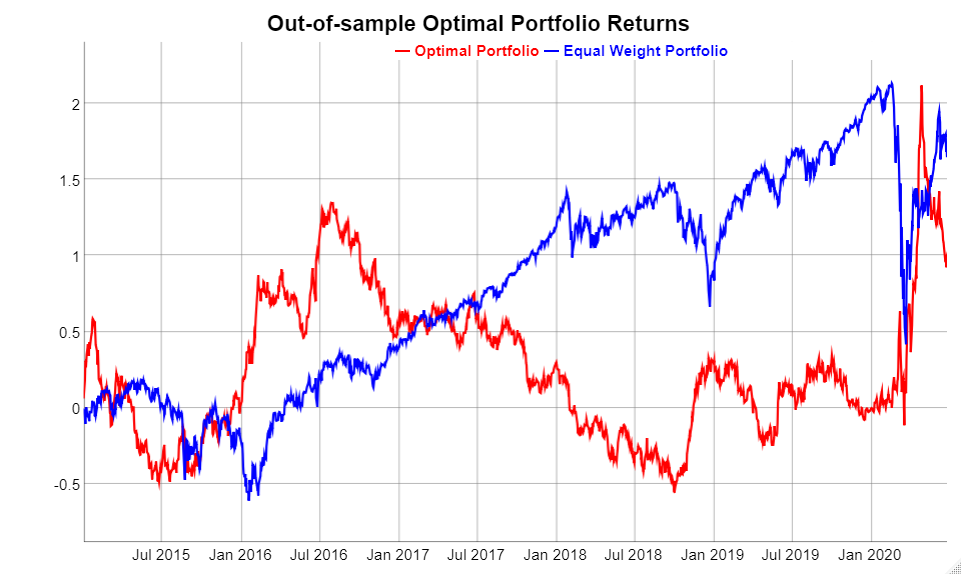 Out-of-sample Optimal Portfolio Returns
— Optimal Portfolio — Equal Weight Portfolio
2
1.5
1
0.5
0
-0.5
Jul 2015 Jan 2016 Jul 2016 Jan 2017 Jul 2017 Jan 2018 Jul 2018 Jan 2019 Jul 2019 Jan 2020